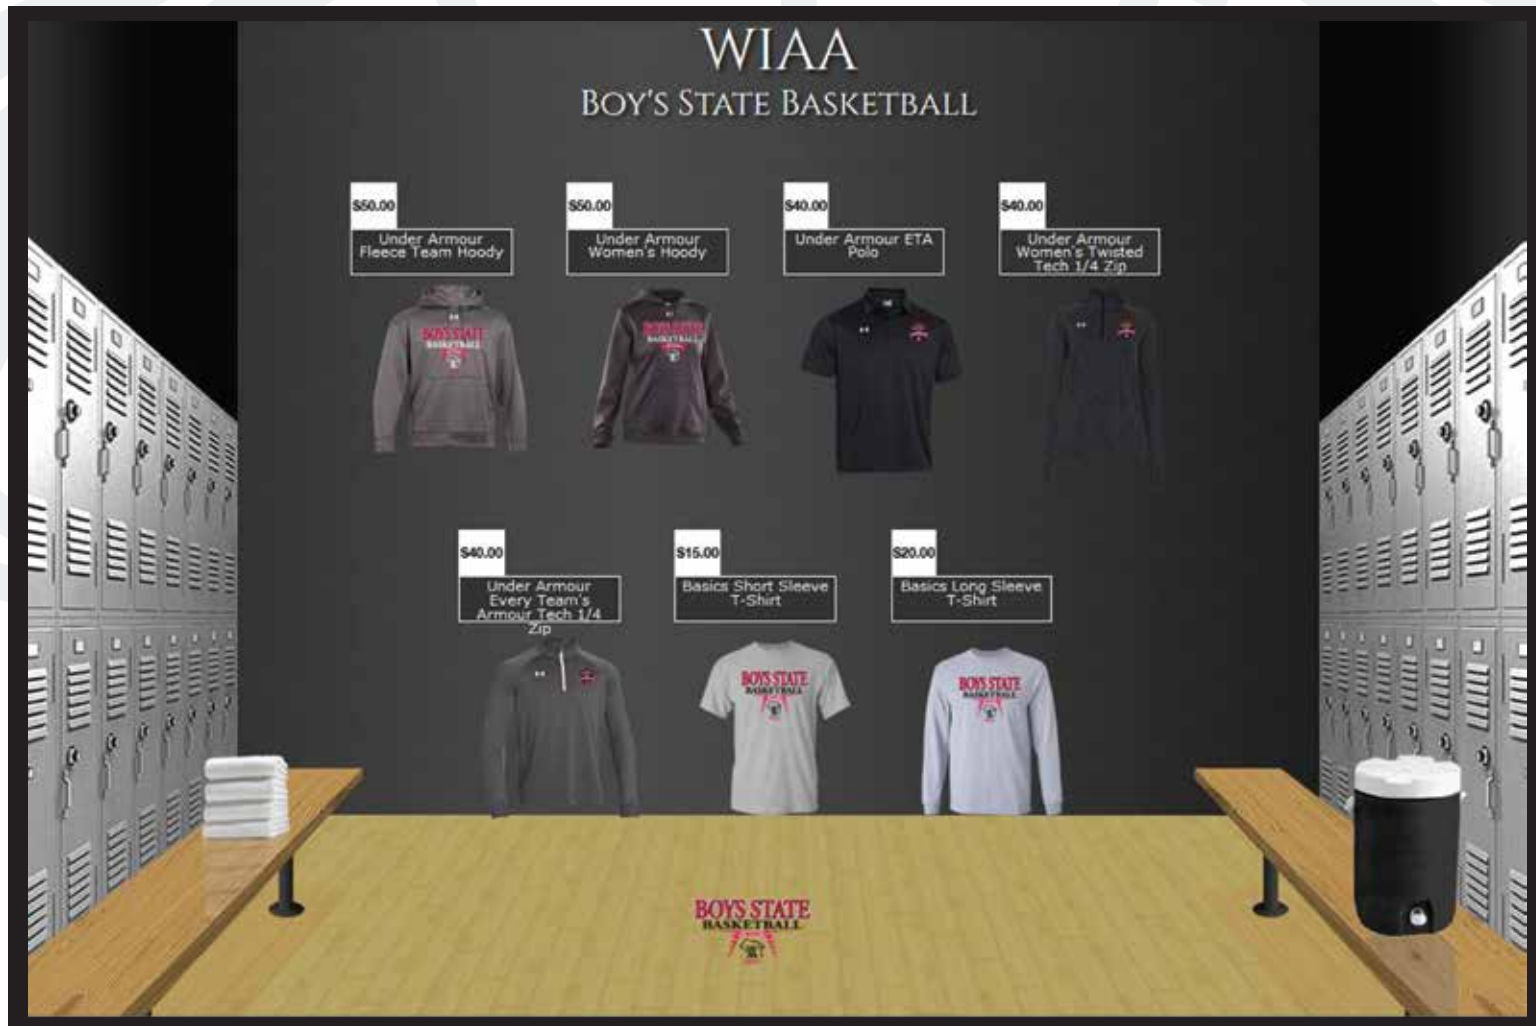 WIAA
BOY'S STATE BASKETBALL
$50.00
Under Armour
Fleece Team Hoody
$50.00
Under Armour
Women's Hoody
$40.00
Under Armour ETA
Polo
$40.00
Under Armour
Women's Twisted
Tech 1/4 Zip
BOYS STATE
BASKETBALL
BOYS STATE
BASKETBALL
$40.00
Under Armour
Every Team's
Armour Tech 1/4
Zip
$15.00
Basics Short Sleeve
T-Shirt
$20.00
Basics Long Sleeve
T-Shirt
BOYS STATE
BASKETBALL
BOYS STATE
BASKETBALL
BOYS STATE
BASKETBALL